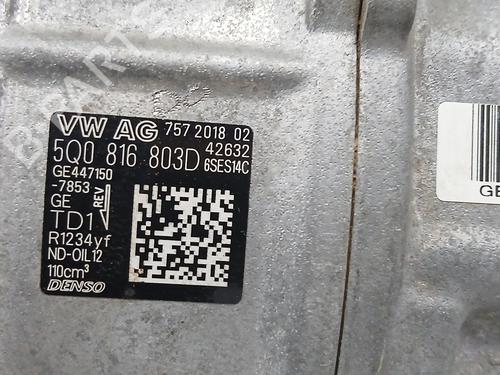 VW AG 757 2018 02
5Q0 816 803D 42632
6SES14C
GE447150
-7853
REV
GE
TD1
R1234yf
ND-OIL12
110cm³
DENSO
GE